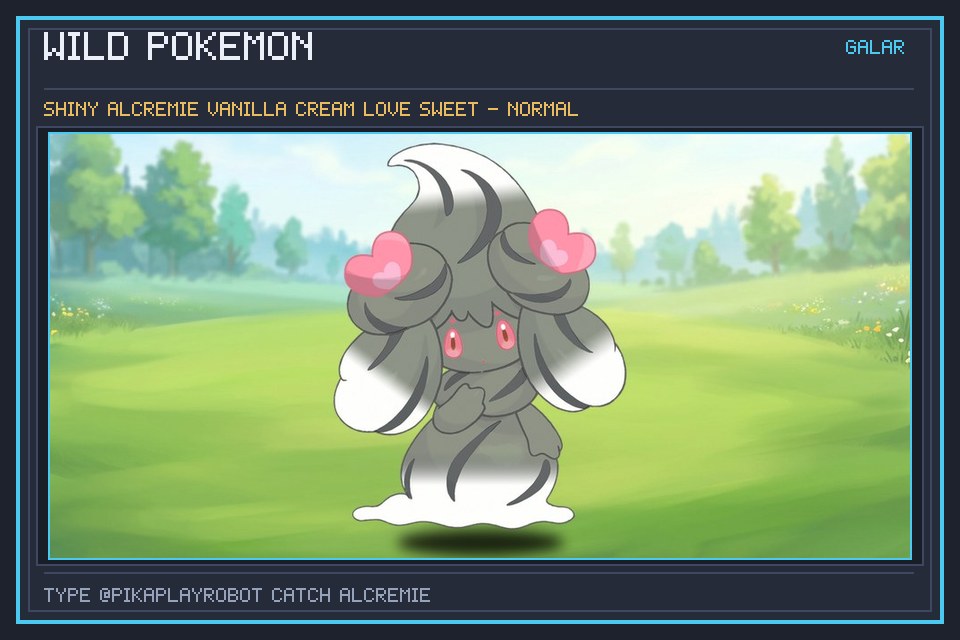 WILD POKEMON
GALAR
SHINY ALCREMIE VANILLA CREAM LOVE SWEET - NORMAL
TYPE @PIKAPLAYROBOT CATCH ALCREMIE